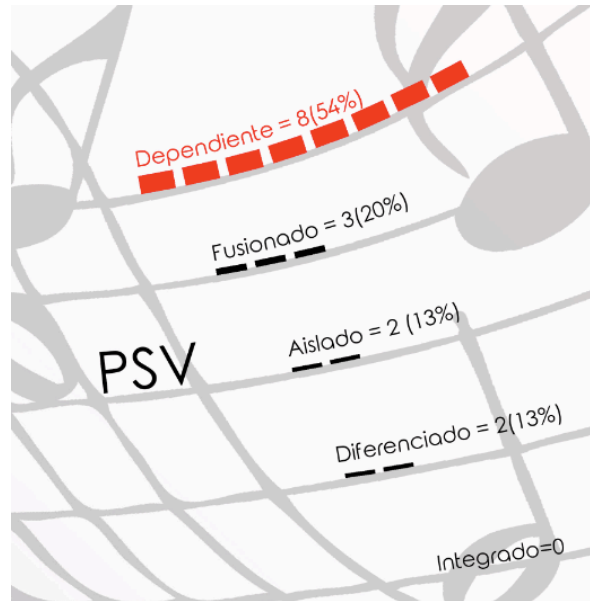 Dependiente = 8(54%)
Fusionado = 3(20%)
Aislado = 2 (13%)
PSV
Diferenciado = 2(13%)
Integrado=0